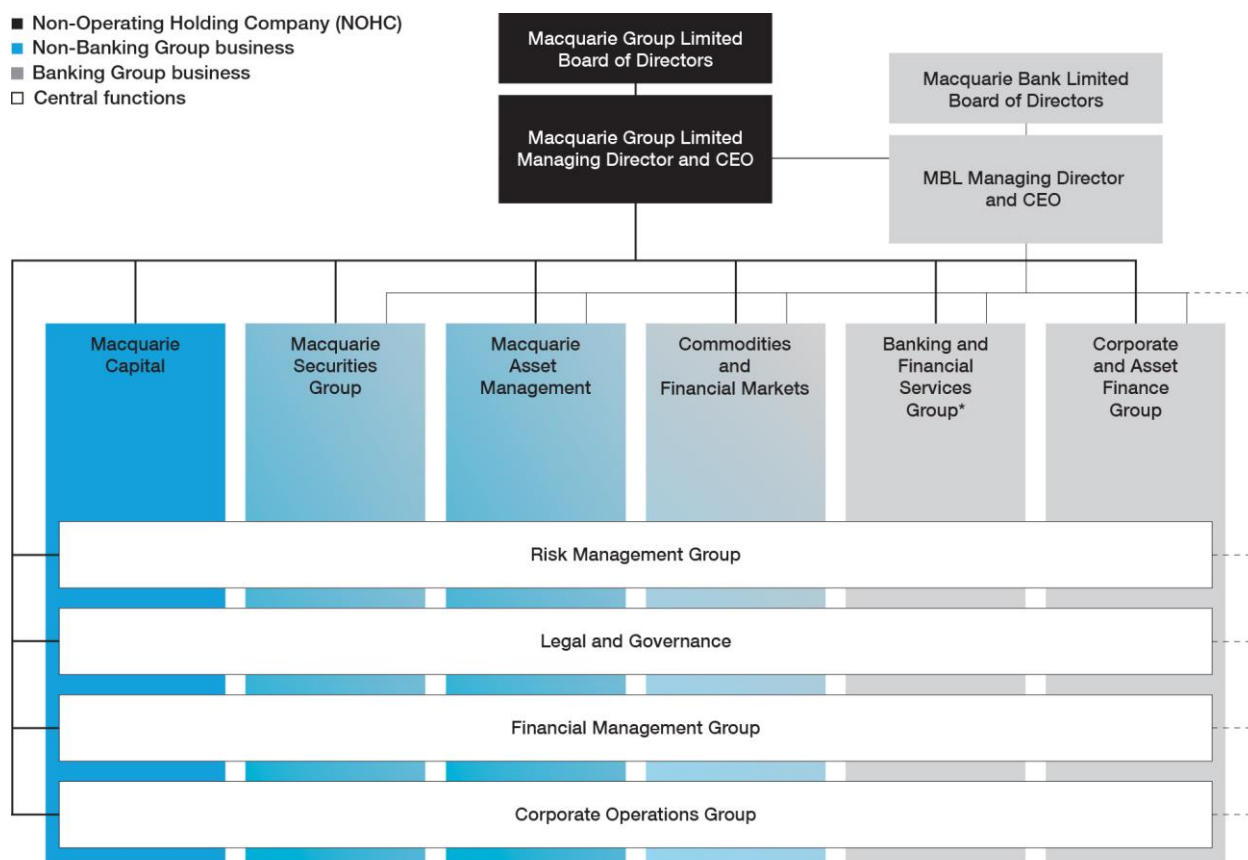 Non-Operating Holding Company (NOHC)
Non-Banking Group business
Banking Group business
Central functions
Macquarie Group Limited
Board of Directors
Macquarie Bank Limited
Board of Directors
Macquarie Group Limited
Managing Director and CEO
MBL Managing Director
and CEO
Macquarie
Capital
Macquarie
Securities
Group
Macquarie
Asset
Management
Commodities
and
Financial Markets
Banking and
Financial
Services
Group*
Corporate
and Asset
Finance
Group
Risk Management Group
Legal and Governance
Financial Management Group
Corporate Operations Group